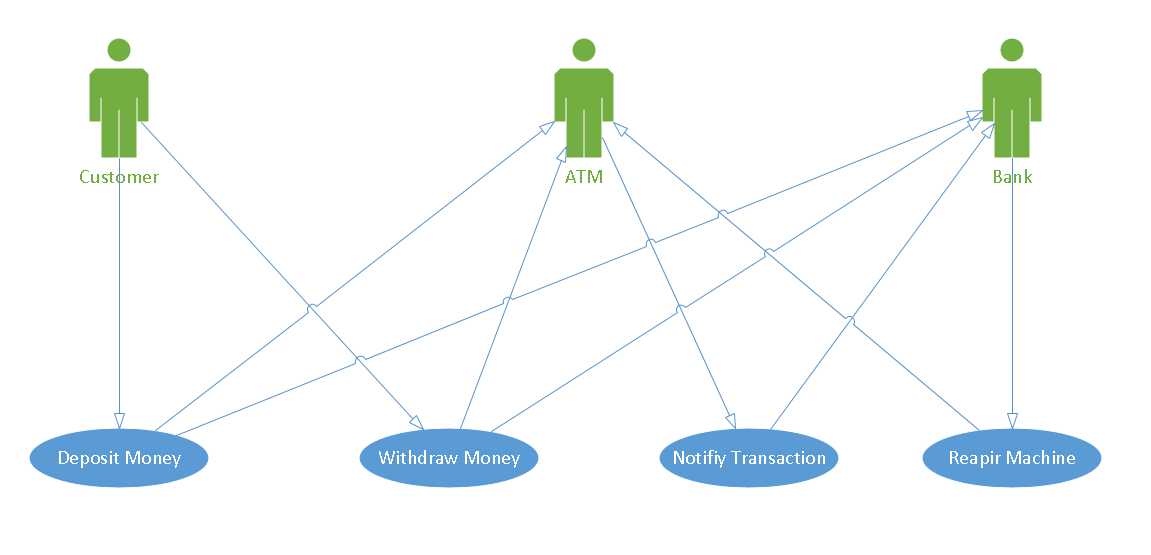 Customer
ATM
Bank
Deposit Money
Withdraw Money
Notifiy Transaction
Reapir Machine